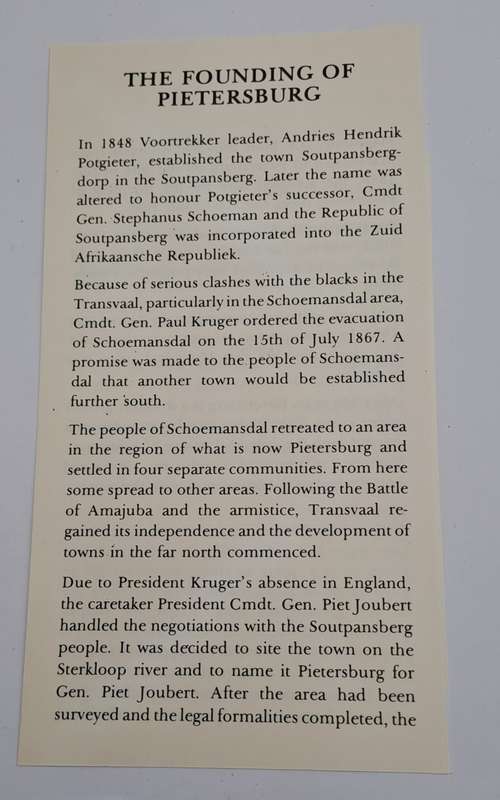 THE FOUNDING OF
PIETERSBURG
In 1848 Voortrekker leader, Andries Hendrik
Potgieter, established the town Soutpansberg-
dorp in the Soutpansberg. Later the name was
altered to honour Potgieter's successor, Cmdt
Gen. Stephanus Schoeman and the Republic of
Soutpansberg was incorporated into the Zuid
Afrikaansche Republiek.
Because of serious clashes with the blacks in the
Transvaal, particularly in the Schoemansdal area,
Cmdt. Gen. Paul Kruger ordered the evacuation
of Schoemansdal on the 15th of July 1867. A
promise was made to the people of Schoemans-
dal that another town would be established
further south.
The people of Schoemansdal retreated to an area
in the region of what is now Pietersburg and
settled in four separate communities. From here
some spread to other areas. Following the Battle
of Amajuba and the armistice, Transvaal re-
gained its independence and the development of
towns in the far north commenced.
Due to President Kruger's absence in England,
the caretaker President Cmdt. Gen. Piet Joubert
handled the negotiations with the Soutpansberg
people. It was decided to site the town on the
Sterkloop river and to name it Pietersburg for
Gen. Piet Joubert. After the area had been
surveyed and the legal formalities completed, the